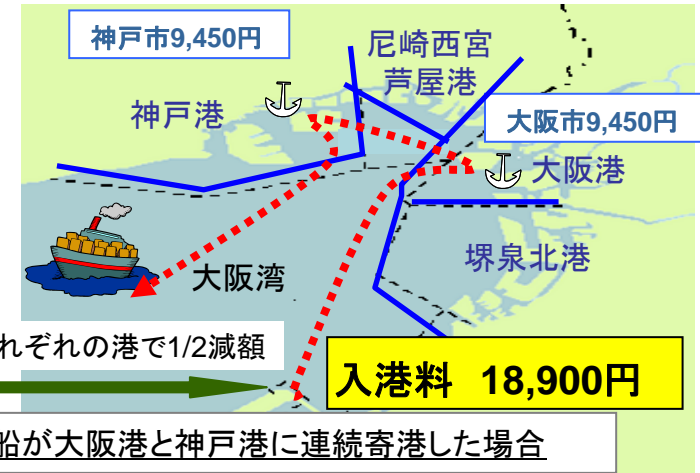 神戸市9,450円
尼崎西宮
芦屋港
神戸港
大阪市9,450円
大阪港
堺泉北港
大阪湾
れぞれの港で1/2減額
入港料 18,900円
船が大阪港と神戸港に連続寄港した場合